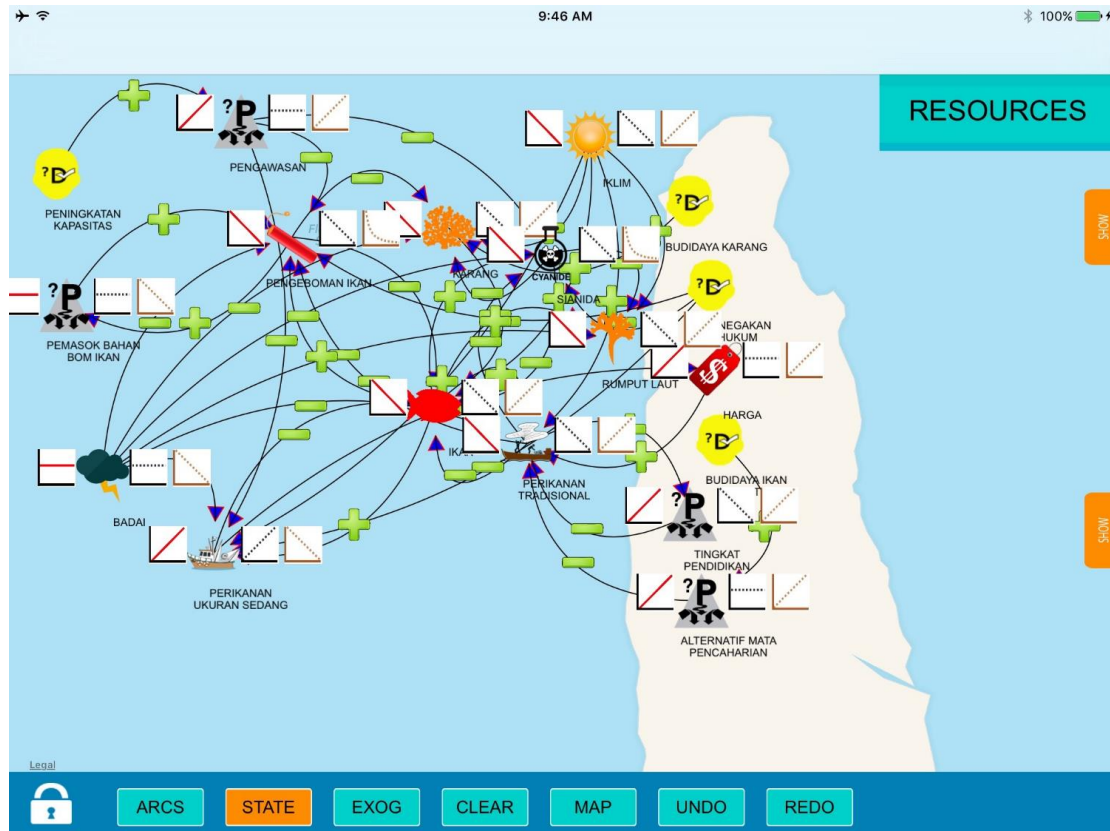 9:46 AM
100%
RESOURCES
?P
PENGAWASAN
IKLIM
?D
PENINGKATAN
KAPASITAS
?D
BUDIDAYA KARANG
SHOW
PENGEBOMAN IKAN
KARANG
CYANIDE
SIANIDA
?D
NEGAKAN
HUKUM
?P
PEMASOK BAHAN
BOM IKAN
RUMPUT LAUT
$
HARGA
?D
PERIKANAN
TRADISIONAL
BUDIDAYA IKAN
BADAI
?P
TINGKAT
PENDIDIKAN
SHOW
PERIKANAN
UKURAN SEDANG
?P
ALTERNATIF MATA
PENCAHARIAN
Legal
ARCS
STATE
EXOG
CLEAR
MAP
UNDO
REDO